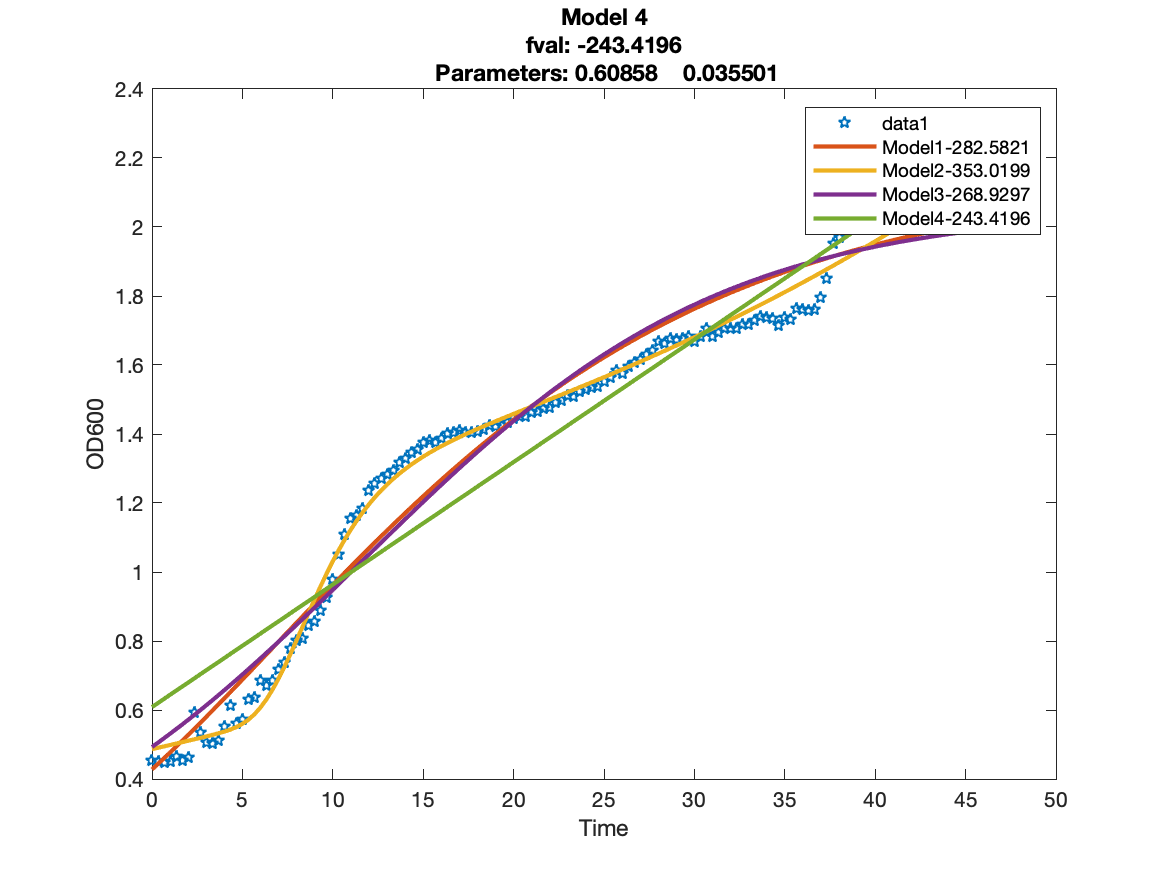 Model 4
fval: -243.4196
Parameters: 0.60858 0.035501
2.4
2.2
2
1.8
1.6
1.4
1.2
1
0.8
0.6
0.4
OD600
data1
Model1-282.5821
Model2-353.0199
Model3-268.9297
Model4-243.4196
0 5 10 15 20 25 30 35 40 45 50
Time